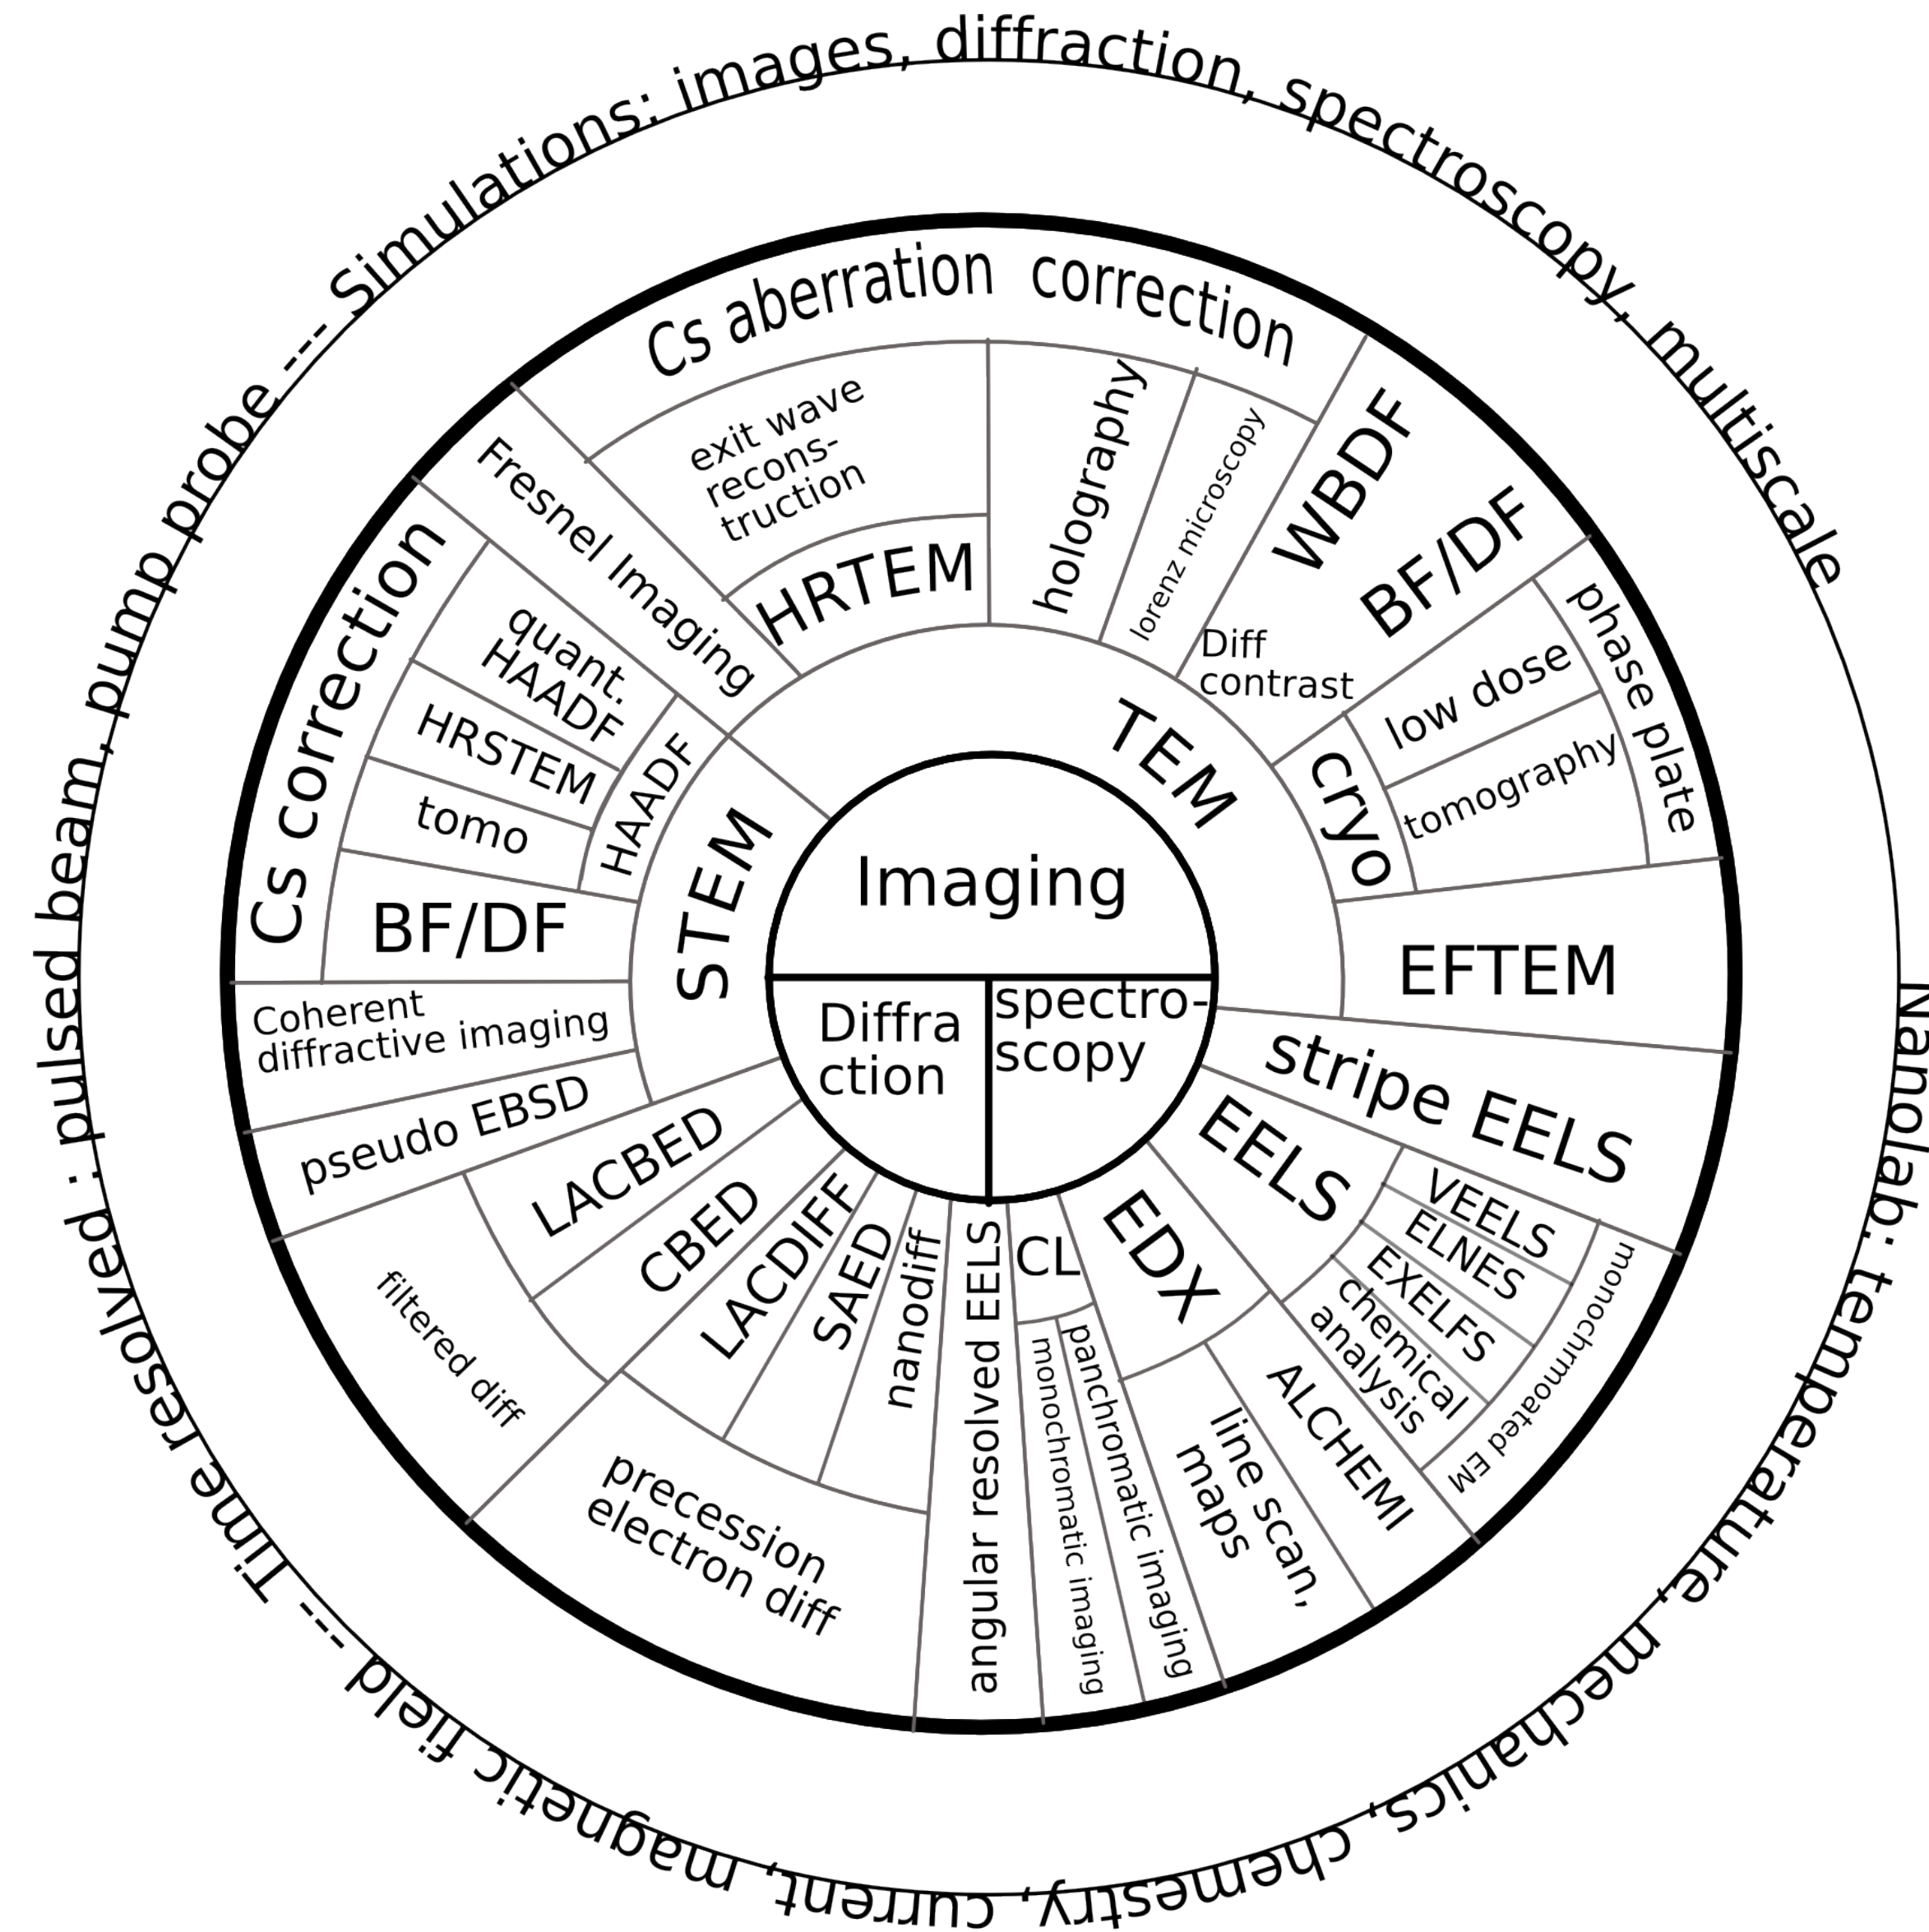 Simulations: images, diffraction, spectroscopy, multiscale
Nanolab: temperature, mechanics, chemestry, current, magnetic field ---
Time resolved : pulsed beam, pump probe ---
Cs aberration correction
exit wave
recons-
truction
HRTEM
holography
lorenz microscopy
WBDF
BF/DF
Diff
contrast
TEM
Cryo
low dose
tomography
phase plate
EFTEM
Fresnel Imaging
Cs correction
quant.
HAADF
HRSTEM
tomo
HAADF
STEM
BF/DF
Coherent
diffractive imaging
pseudo EBSD
Imaging
Diffra
ction
spectro-
scopy
stripe EELS
EELS
VEELS
ELNES
EXELFS
chemical
analysis
monochrmoated EM
EDX
ALCHEMI
line scan,
maps
CL
panchromatic imaging
monochromatic imaging
angular resolved EELS
nanodiff
SAED
LACDIFF
CBED
LACBED
filtered diff
precession
electron diff